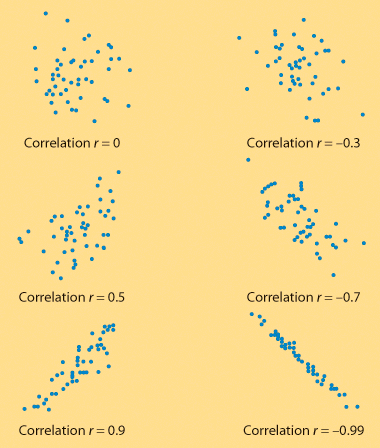 Correlation r = 0
Correlation r = –0.3
Correlation r = 0.5
Correlation r = –0.7
Correlation r = 0.9
Correlation r = –0.99